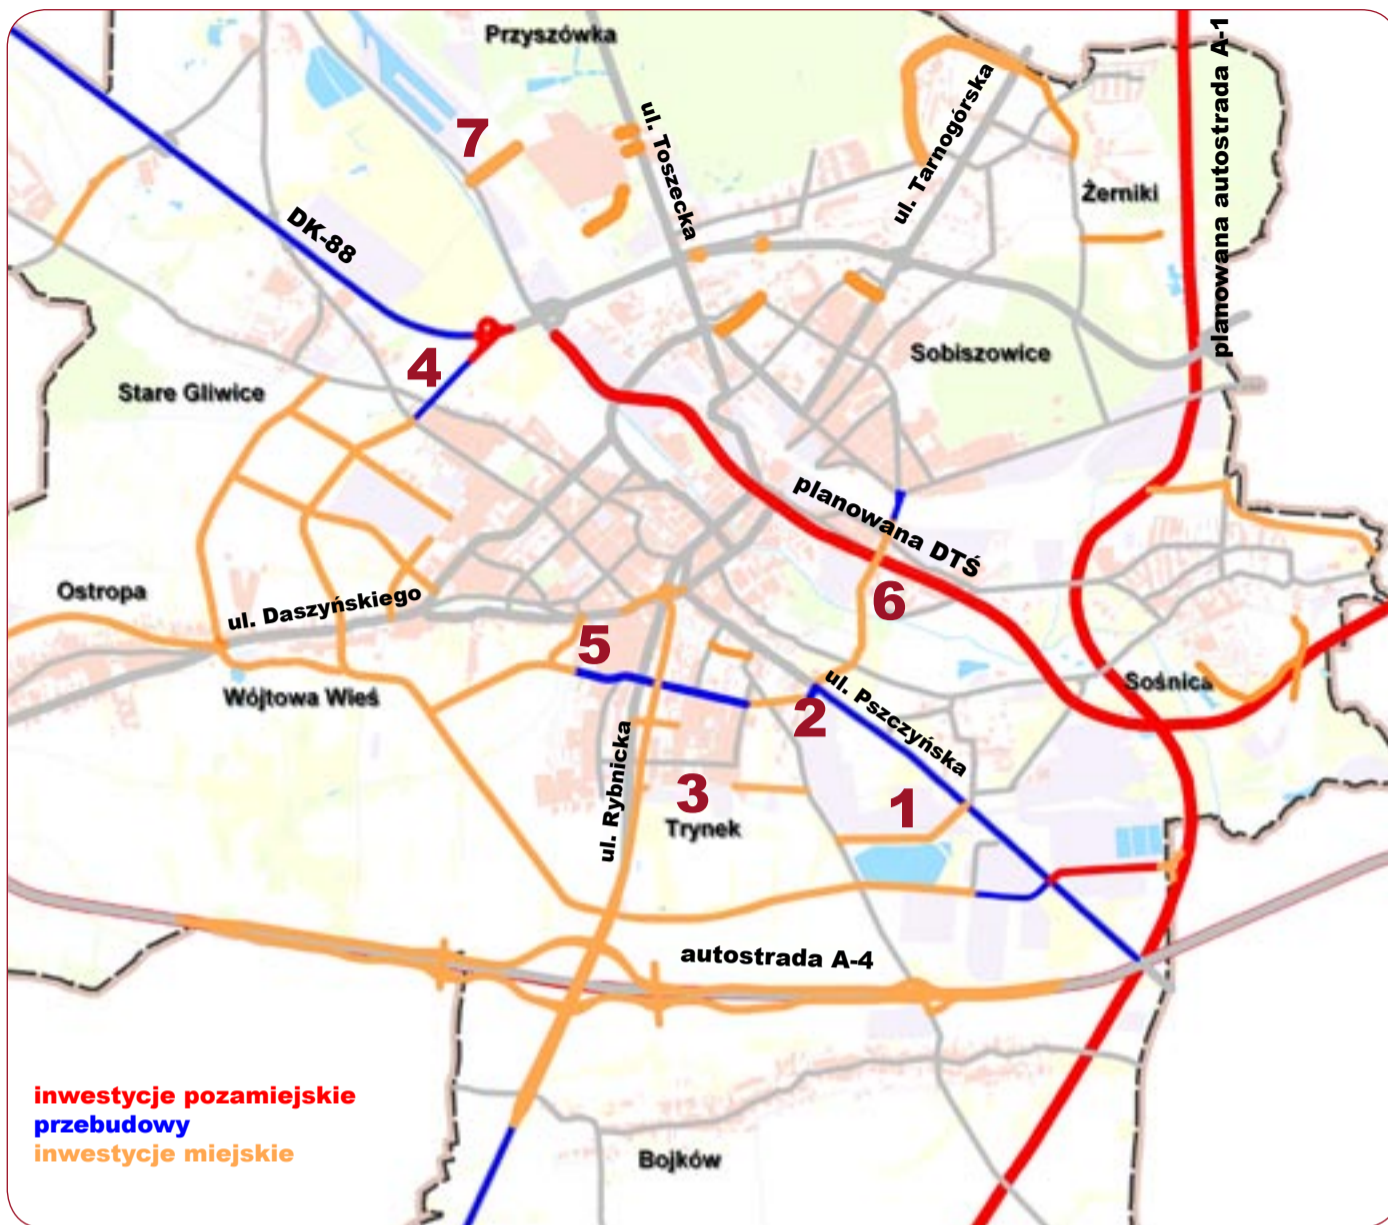 Przyszówka
planowana autostrada A-1
7
ul. Toszecka
ul. Tarnogórska
Żerniki
DK-88
4
Sobiszowice
Stare Gliwice
planowana DTŚ
Ostropa
ul. Daszyńskiego
6
5
Sośnica
Wójtowa Wieś
2
ul. Pszczyńska
ul. Rybnicka
3
1
Trynek
autostrada A-4
inwestycje pozamiejskie
przebudowy
inwestycje miejskie
Bojków